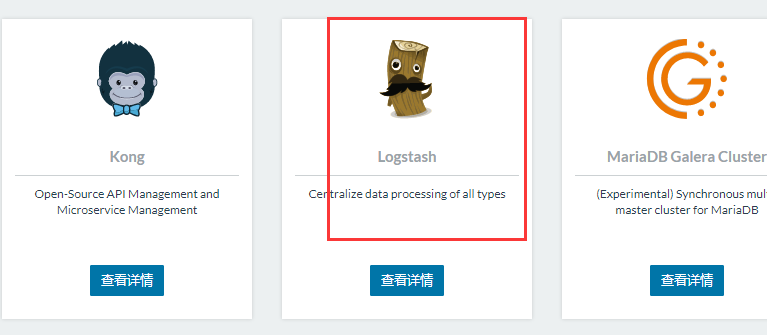 Kong
Open-Source API Management and
Microservice Management
查看详情
Logstash
Centralize data processing of all types
查看详情
MariaDB Galera Cluster
(Experimental) Synchronous
master cluster for MariaDB
查看详情